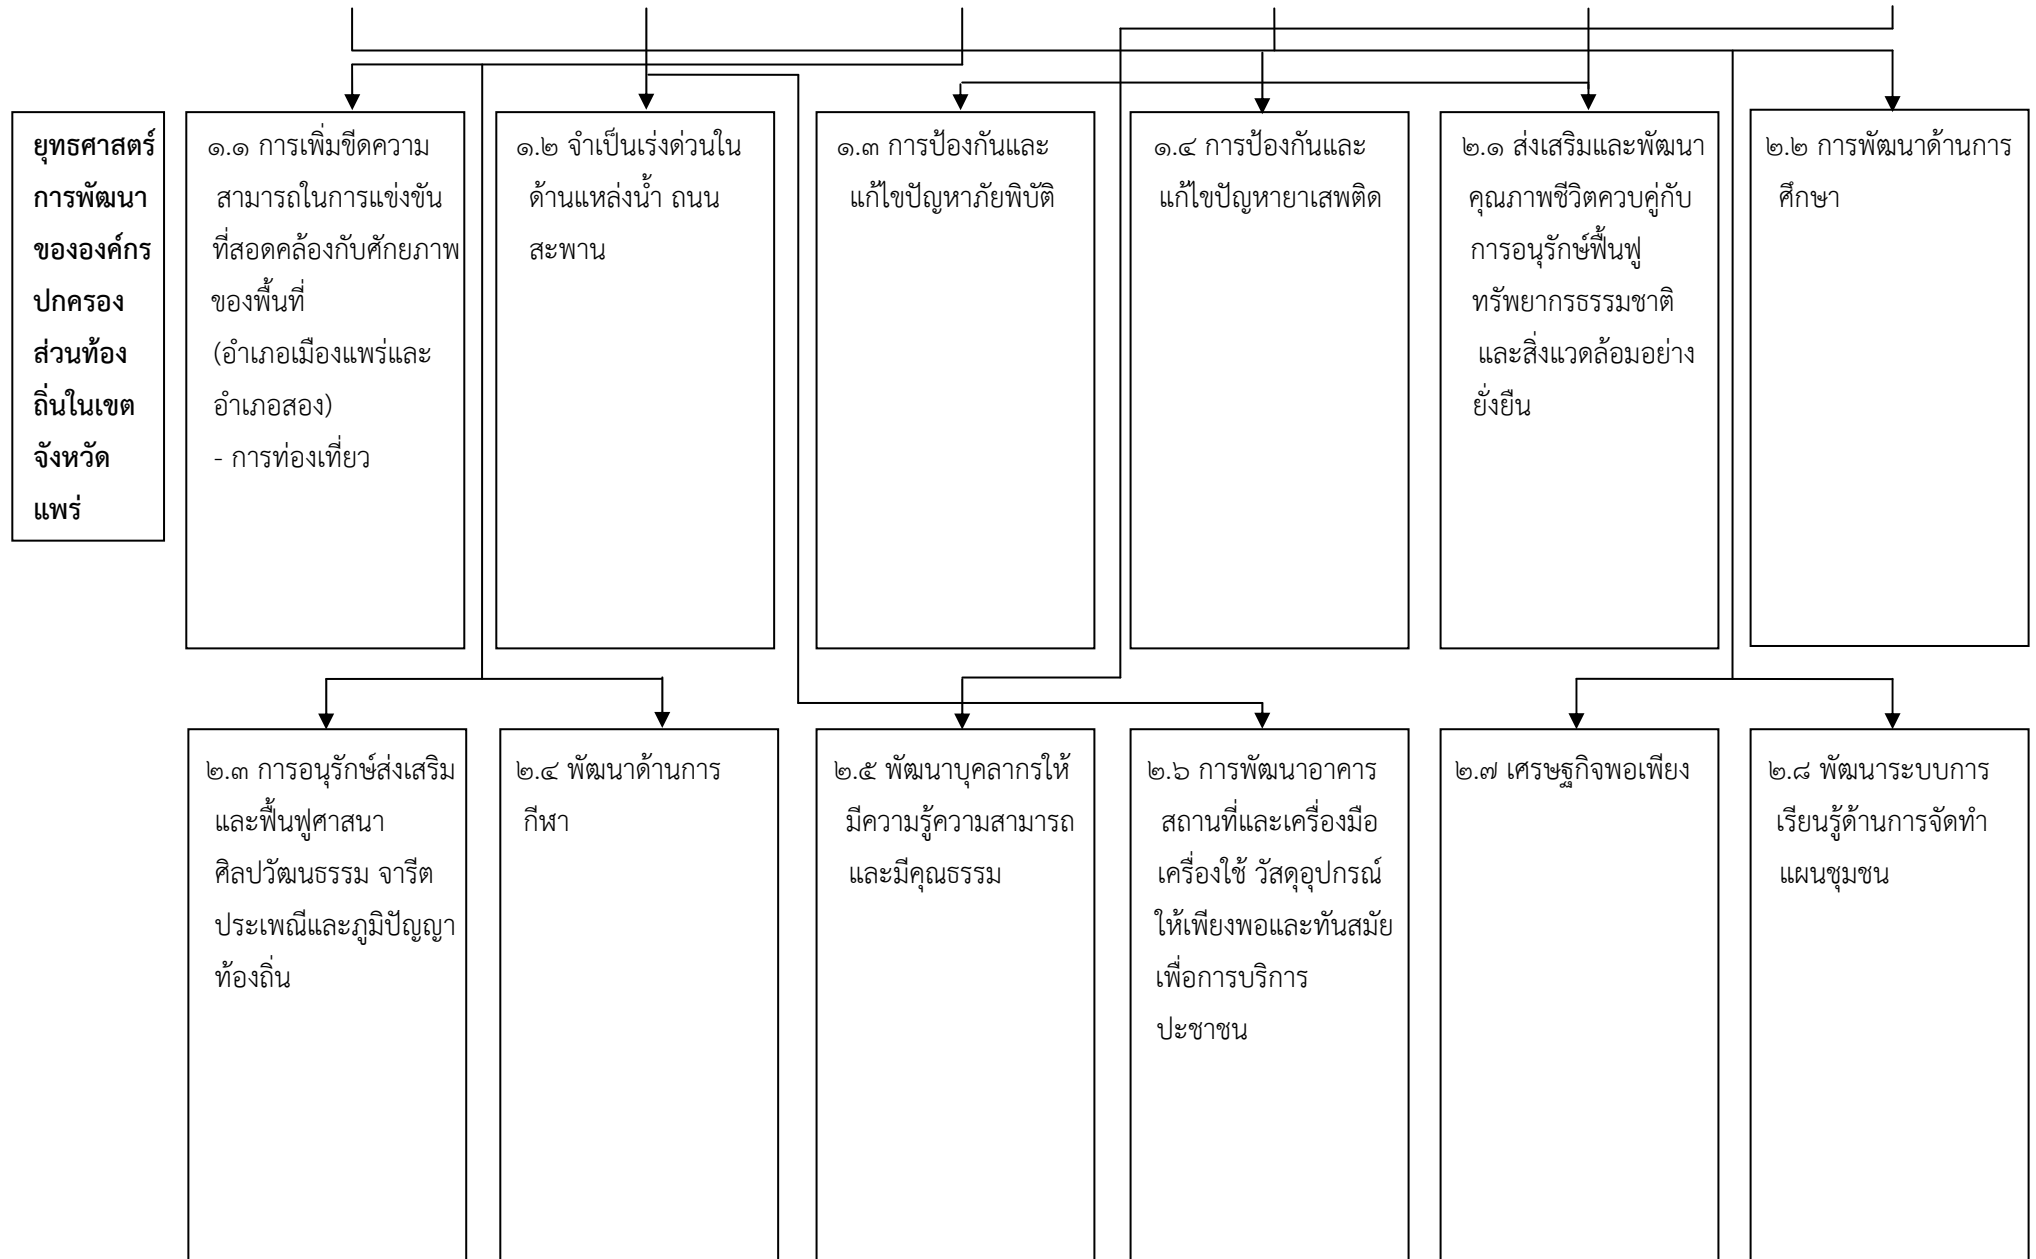 ยุทธศาสตร์
การพัฒนา
ขององค์กร
ปกครอง
ส่วนท้อง
ถิ่นในเขต
จังหวัด
แพร่
๑.๑ การเพิ่มขีดความ
สามารถในการแข่งขัน
ที่สอดคล้องกับศักยภาพ
ของพื้นที่
(อำเภอเมืองแพร่และ
อำเภอสอง)
- การท่องเที่ยว
๑.๒ จำเป็นเร่งด่วนใน
ด้านแหล่งน้ำ ถนน
สะพาน
๑.๓ การป้องกันและ
แก้ไขปัญหาภัยพิบัติ
๑.๔ การป้องกันและ
แก้ไขปัญหายาเสพติด
๒.๑ ส่งเสริมและพัฒนา
คุณภาพชีวิตควบคู่กับ
การอนุรักษ์ฟื้นฟู
ทรัพยากรธรรมชาติ
และสิ่งแวดล้อมอย่าง
ยั่งยืน
๒.๒ การพัฒนาด้านการ
ศึกษา
๒.๓ การอนุรักษ์ส่งเสริม
และฟื้นฟูศาสนา
ศิลปวัฒนธรรม จารีต
ประเพณีและภูมิปัญญา
ท้องถิ่น
๒.๔ พัฒนาด้านการ
กีฬา
๒.๕ พัฒนาบุคลากรให้
มีความรู้ความสามารถ
และมีคุณธรรม
๒.๖ การพัฒนาอาคาร
สถานที่และเครื่องมือ
เครื่องใช้ วัสดุอุปกรณ์
ให้เพียงพอและทันสมัย
เพื่อการบริการ
ประชาชน
๒.๗ เศรษฐกิจพอเพียง
๒.๘ พัฒนาระบบการ
เรียนรู้ด้านการจัดทำ
แผนชุมชน